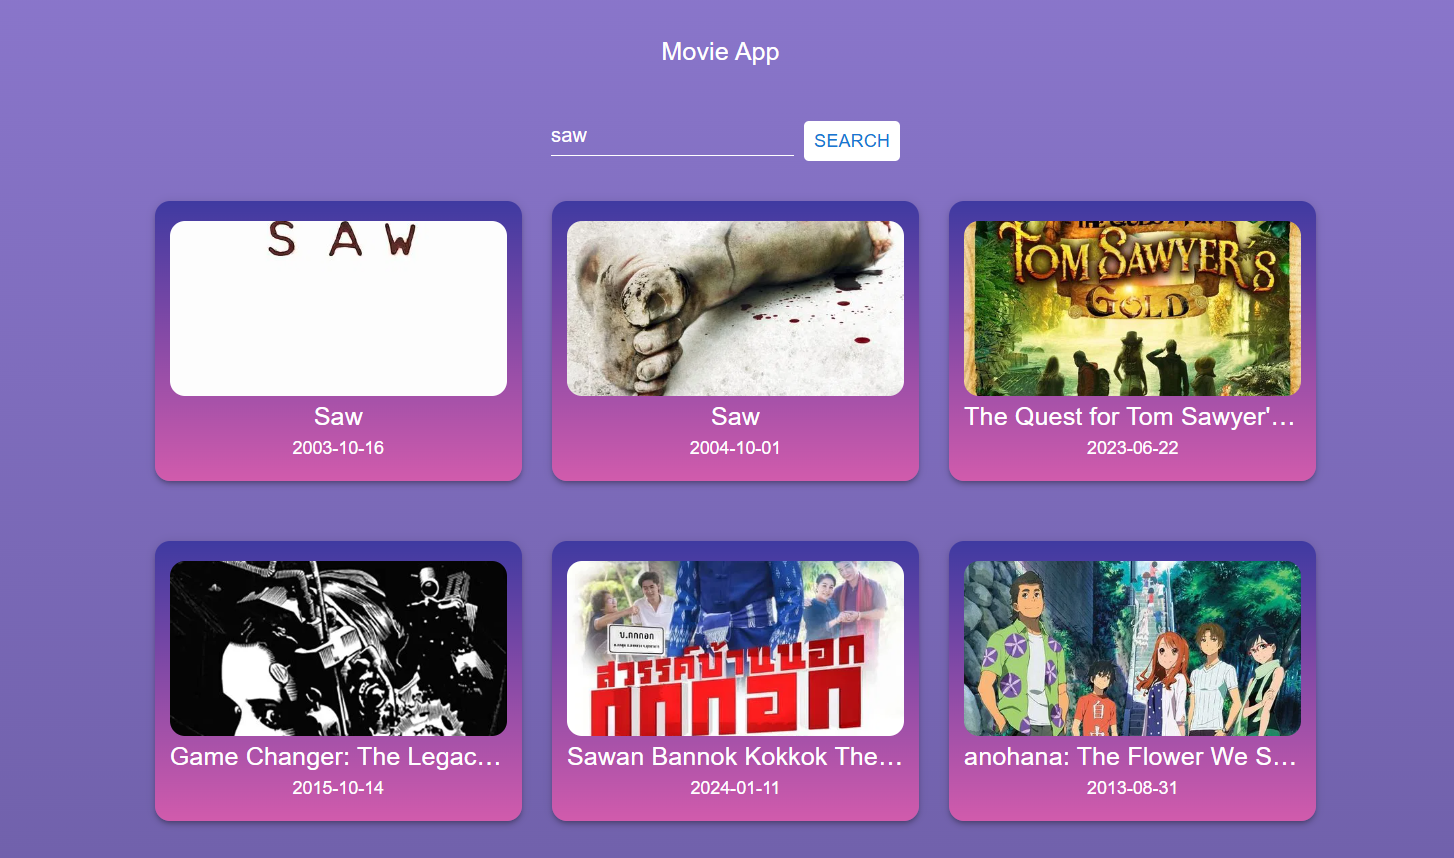 Movie App
saw
SEARCH
S A W
TOM SAWYER'S
GOLD
Saw
Saw
The Quest for Tom Sawyer'...
2003-10-16
2004-10-01
2023-06-22
บ.กกกอก
สวรรค์บ้านนอก
กกกอก
自
Game Changer: The Legac...
Sawan Bannok Kokkok The...
anohana: The Flower We S...
2015-10-14
2024-01-11
2013-08-31